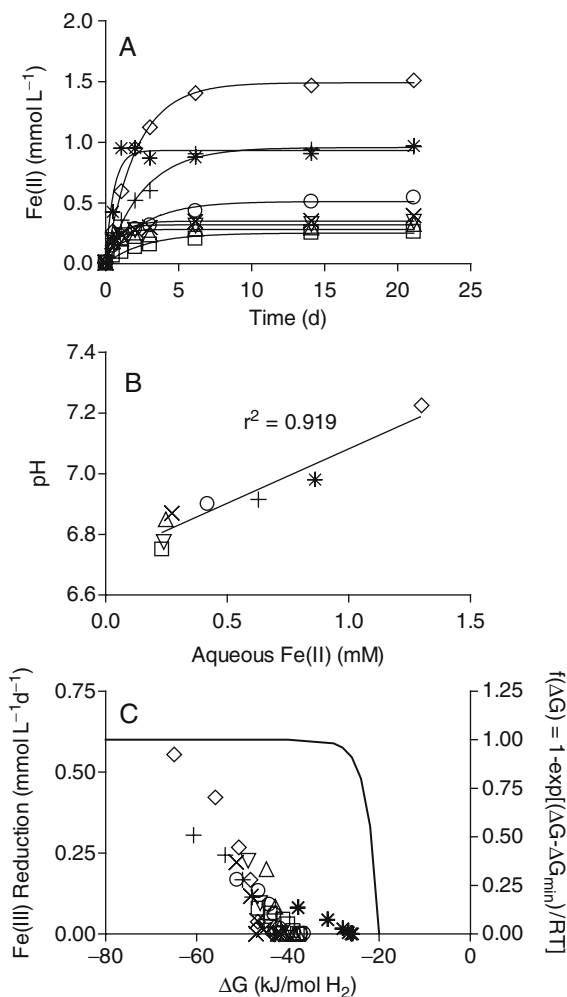 A
Fe(II) (mmol L⁻¹)
2.0
1.5
1.0
0.5
0.0
0 5 10 15 20 25
Time (d)
B
pH
7.4
7.2
7.0
6.8
6.6
r² = 0.919
0.0 0.5 1.0 1.5
Aqueous Fe(II) (mM)
C
Fe(III) Reduction (mmol L⁻¹d⁻¹)
0.75
0.50
0.25
0.00
1.25
1.00
0.75
0.50
0.25
0.00
f(ΔG) = 1-exp[(ΔG-ΔGmin)/RT]
−80 −60 −40 −20 0
ΔG (kJ/mol H₂)